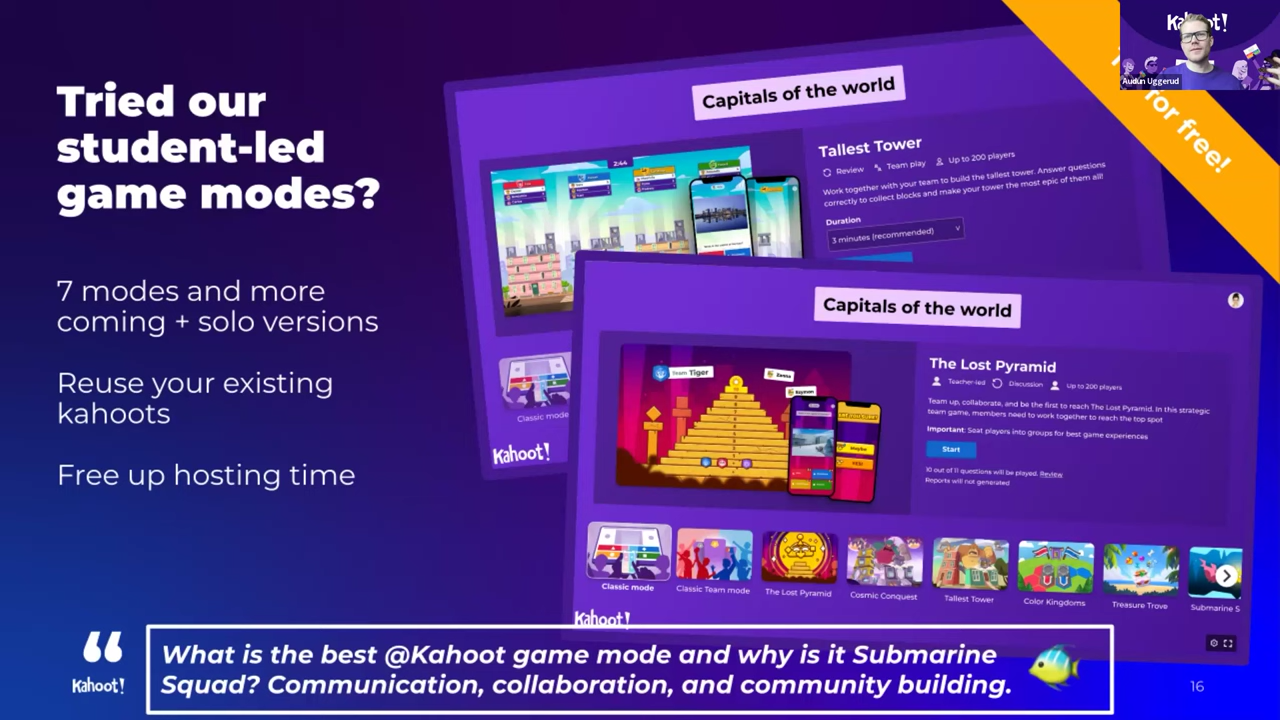 Tried our
student-led
game modes?
7 modes and more
coming + solo versions
Reuse your existing
kahoots
Free up hosting time
for free!
Kahoot!
Audun Uggerud
Capitals of the world
2:44
Tallest Tower
Review Team play Up to 200 players
Work together with your team to build the tallest tower. Answer questions
correctly to collect blocks and make your tower the most epic of them all!
Duration
3 minutes (recommended)
Classic mode
Kahoot!
Capitals of the world
Team Tiger
The Lost Pyramid
Teacher-led Discussion Up to 200 players
Team up, collaborate, and be the first to reach The Lost Pyramid. In this strategic
team game, members need to work together to reach the top spot
Important: Seat players into groups for best game experiences
Start
10 out of 11 questions will be played. Review
Reports will not generated
Classic mode
Classic Team mode
The Lost Pyramid
Cosmic Conquest
Tallest Tower
Color Kingdoms
Treasure Trove
Submarine S
Kahoot!
Kahoot!
What is the best @Kahoot game mode and why is it Submarine
Squad? Communication, collaboration, and community building.
16